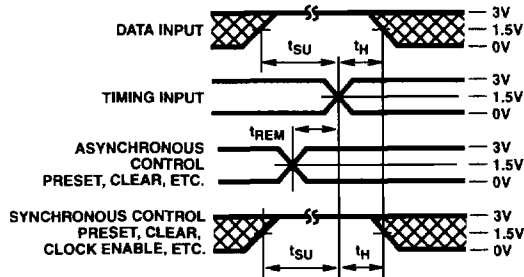 DATA INPUT
3V
1.5V
0V
tSU
tH
TIMING INPUT
3V
1.5V
0V
tREM
ASYNCHRONOUS
CONTROL
PRESET, CLEAR, ETC.
3V
1.5V
0V
SYNCHRONOUS CONTROL
PRESET, CLEAR,
CLOCK ENABLE, ETC.
3V
1.5V
0V
tSU
tH